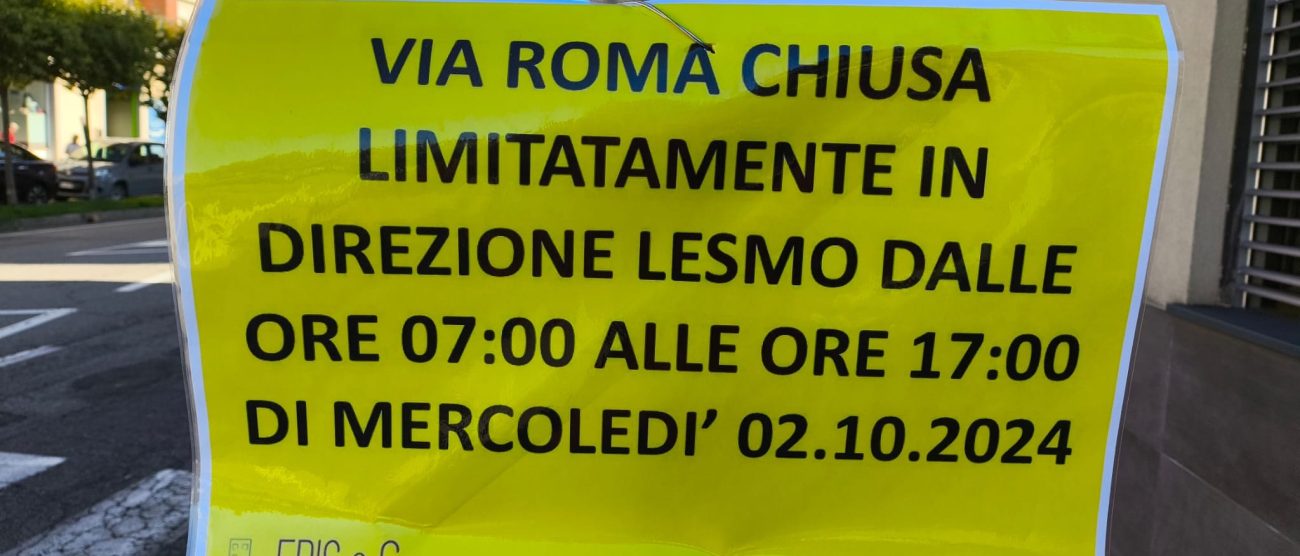 VIA ROMA CHIUSA
LIMITATAMENTE IN
DIREZIONE LESMO DALLE
ORE 07:00 ALLE ORE 17:00
DI MERCOLEDI’ 02.10.2024